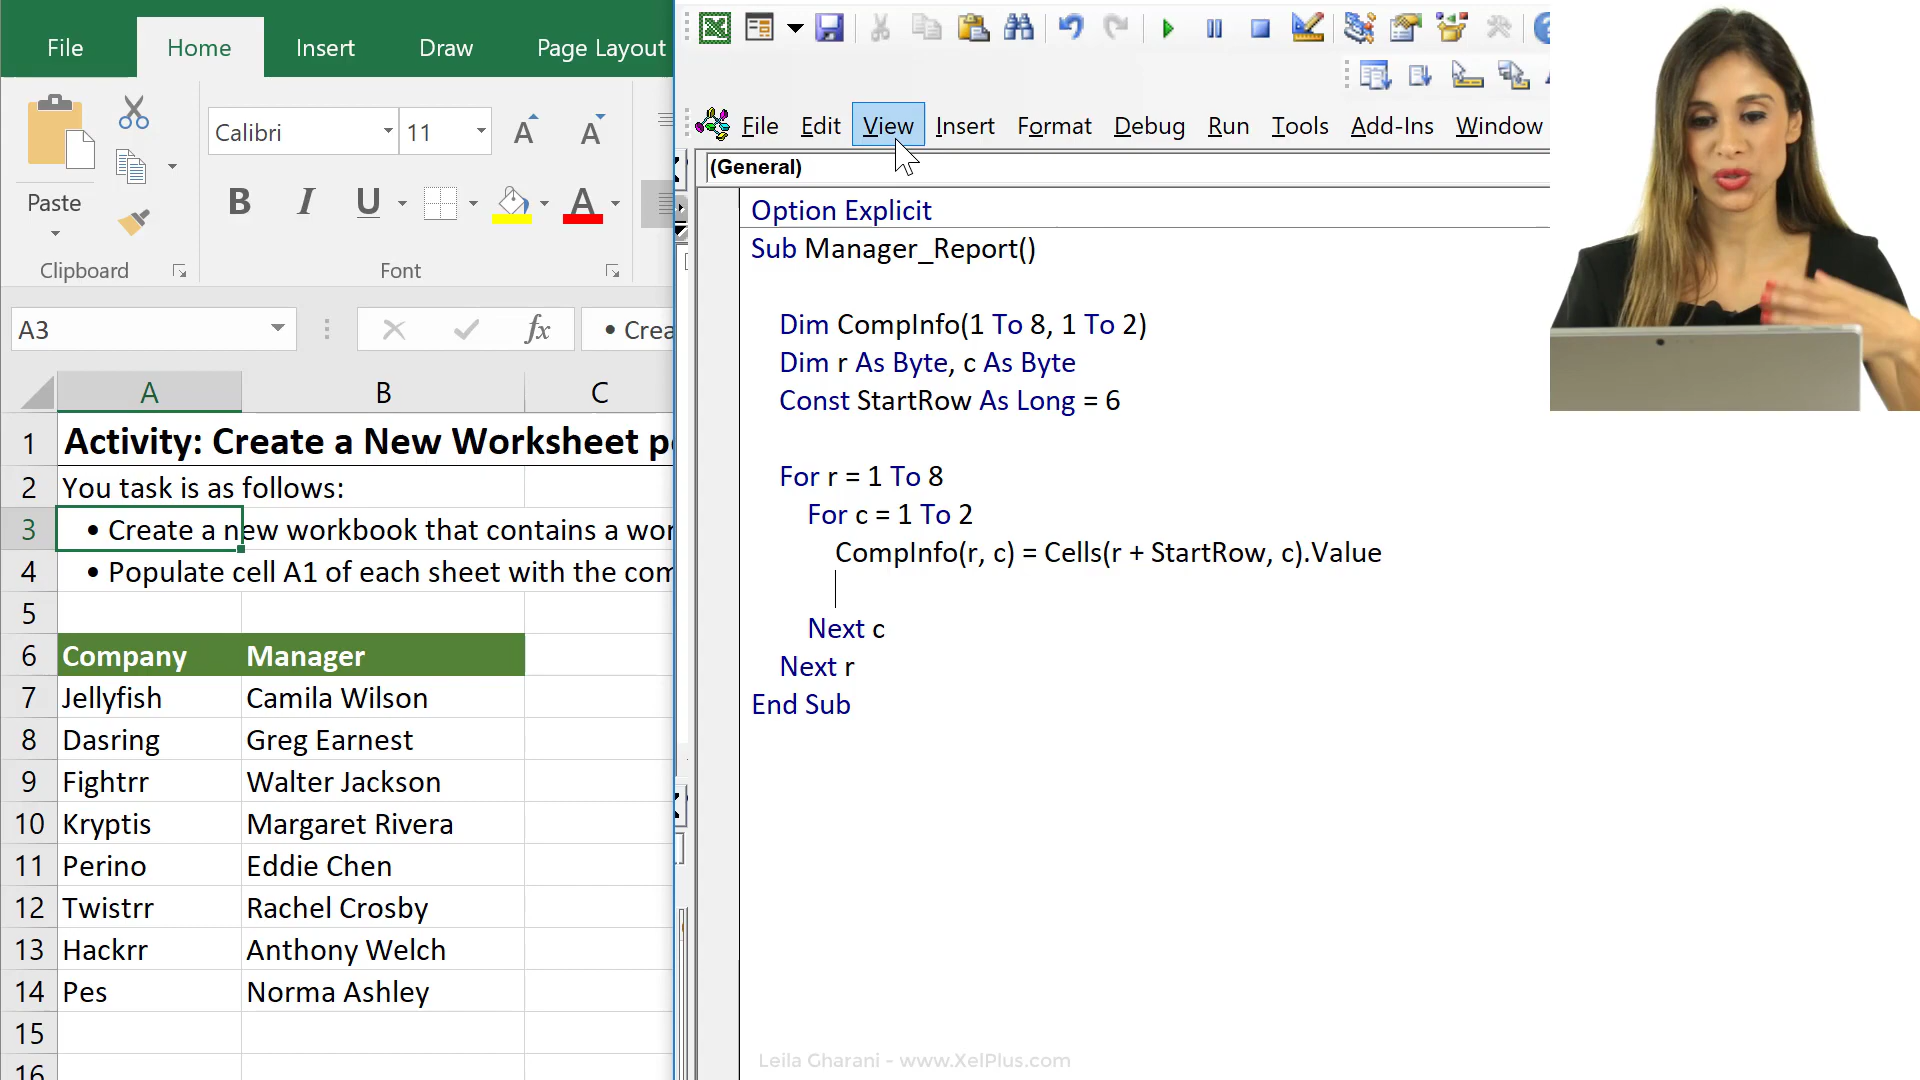 File Home Insert Draw Page Layout
Calibri 11
B I U A
Paste
Clipboard Font
A3 fx • Crea
A B C
1 Activity: Create a New Worksheet p
2 You task is as follows:
3 • Create a new workbook that contains a wor
4 • Populate cell A1 of each sheet with the com
5
6 Company Manager
7 Jellyfish Camila Wilson
8 Dasring Greg Earnest
9 Fightrr Walter Jackson
10 Kryptis Margaret Rivera
11 Perino Eddie Chen
12 Twistrr Rachel Crosby
13 Hackrr Anthony Welch
14 Pes Norma Ashley
15
16
File Edit View Insert Format Debug Run Tools Add-Ins Window
(General)
Option Explicit
Sub Manager_Report()
Dim CompInfo(1 To 8, 1 To 2)
Dim r As Byte, c As Byte
Const StartRow As Long = 6
For r = 1 To 8
For c = 1 To 2
CompInfo(r, c) = Cells(r + StartRow, c).Value
Next c
Next r
End Sub
Leila Gharani - www.XelPlus.com